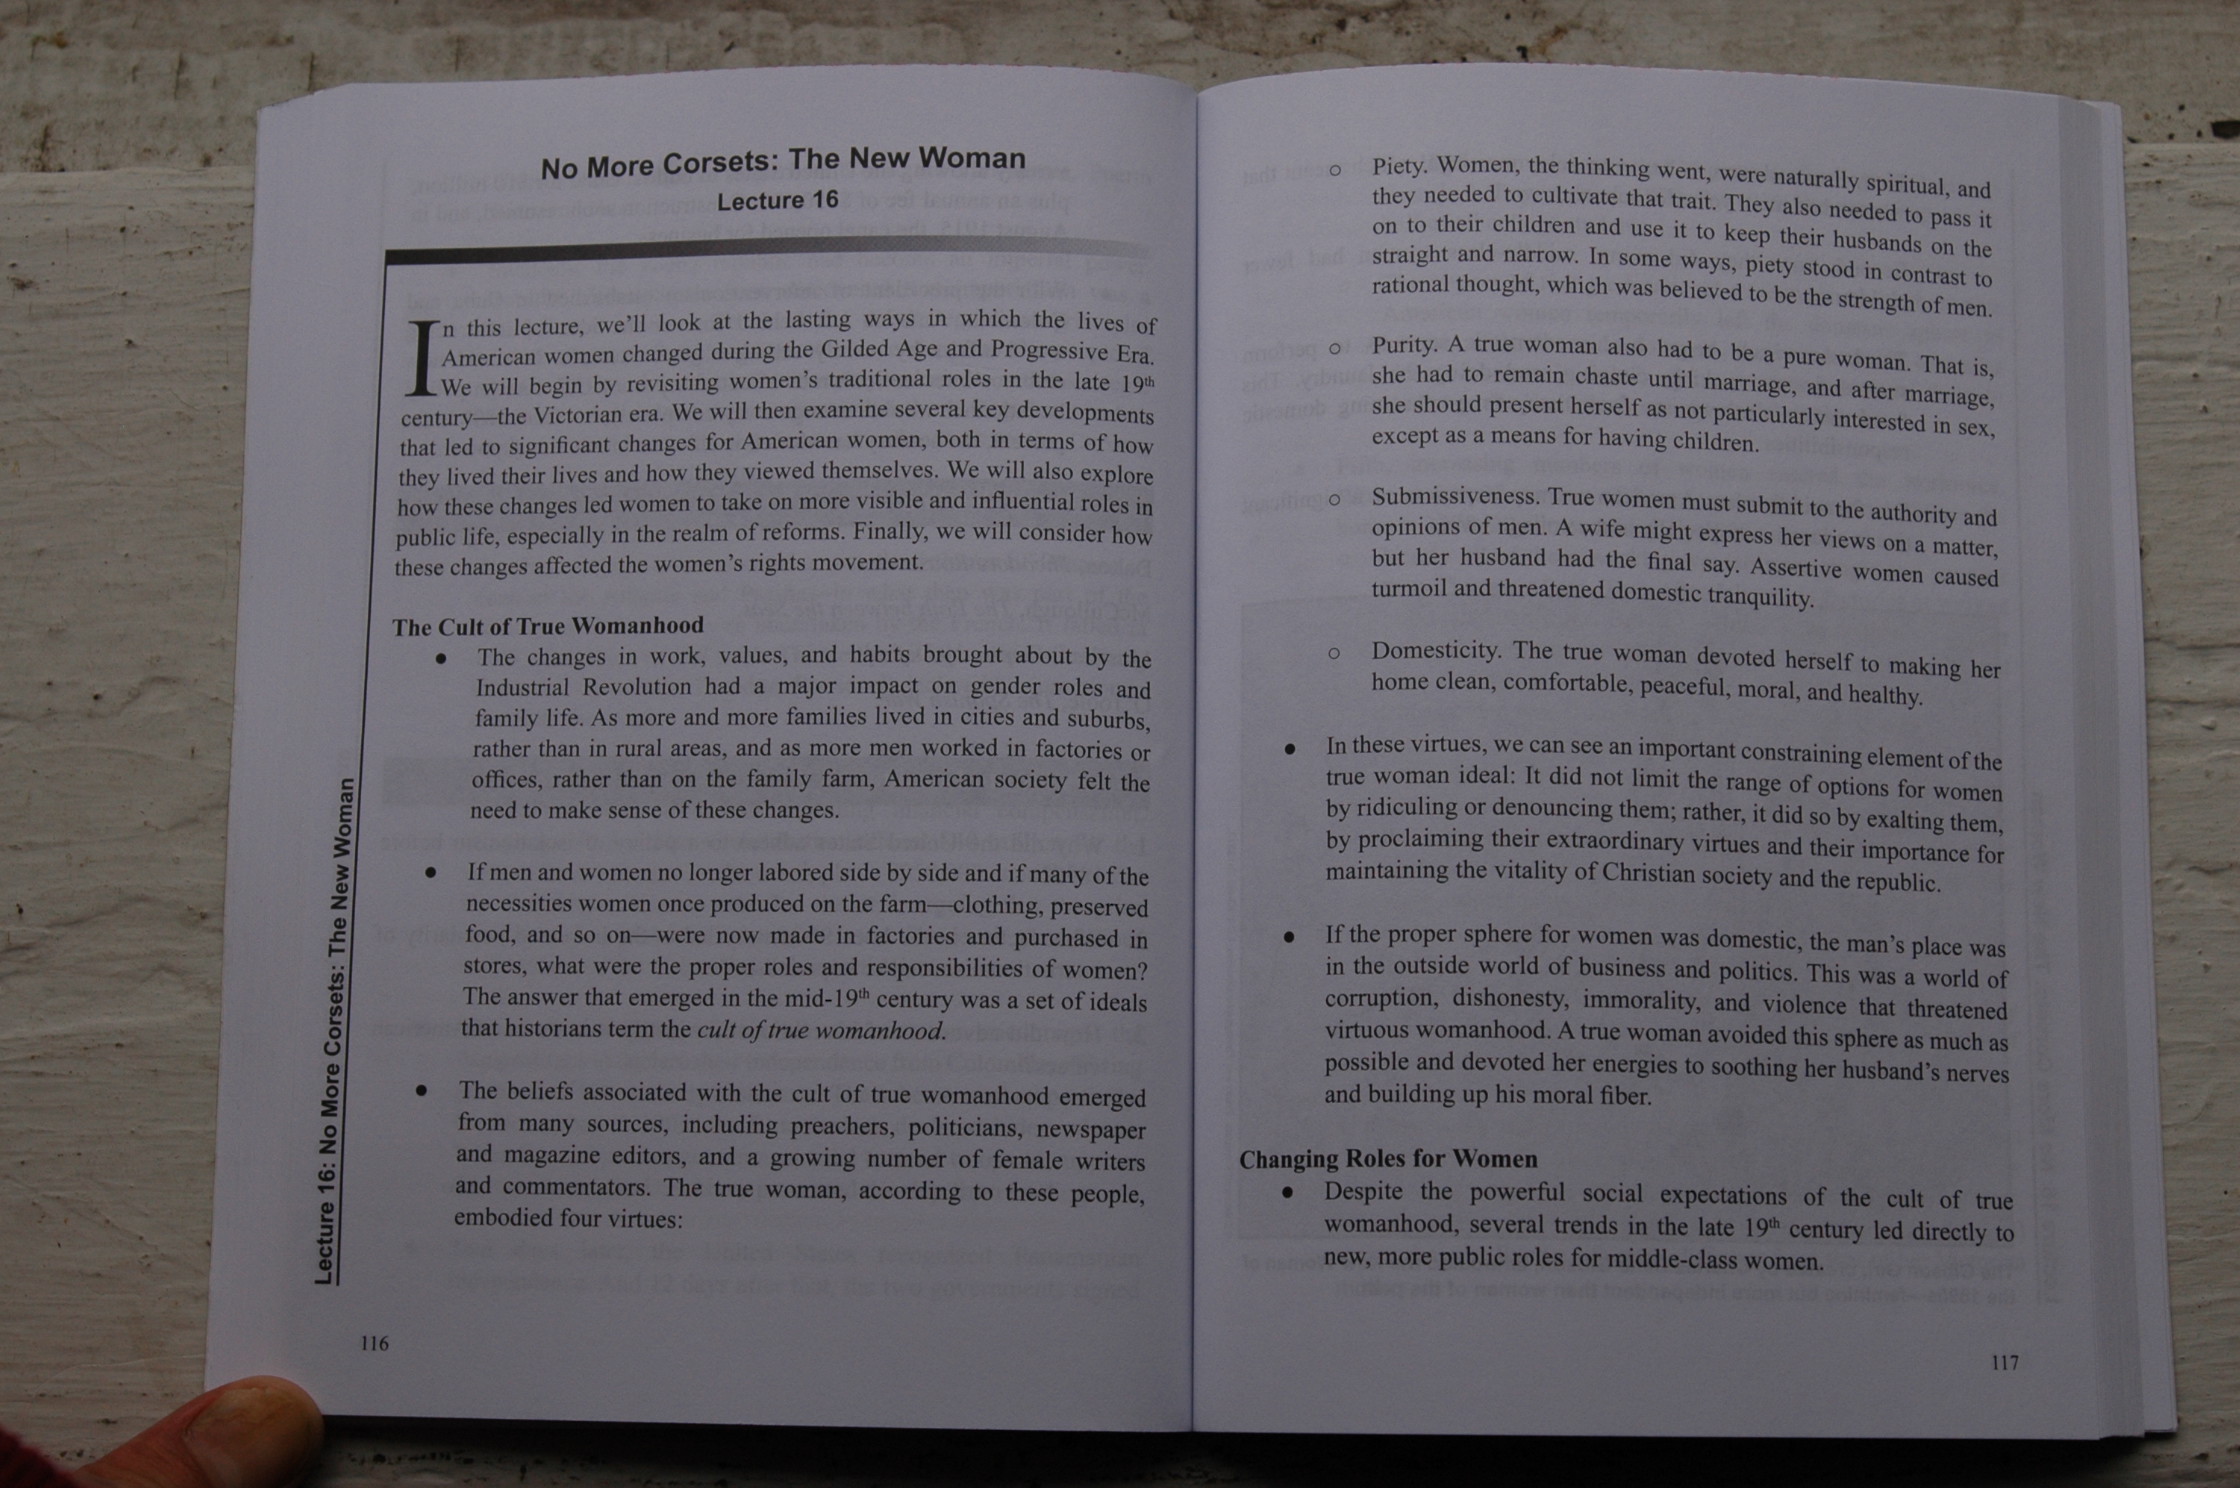 No More Corsets: The New Woman
Lecture 16
In this lecture, we'll look at the lasting ways in which the lives of
American women changed during the Gilded Age and Progressive Era.
We will begin by revisiting women's traditional roles in the late 19th
century—the Victorian era. We will then examine several key developments
that led to significant changes for American women, both in terms of how
they lived their lives and how they viewed themselves. We will also explore
how these changes led women to take on more visible and influential roles in
public life, especially in the realm of reforms. Finally, we will consider how
these changes affected the women's rights movement.
The Cult of True Womanhood
● The changes in work, values, and habits brought about by the
Industrial Revolution had a major impact on gender roles and
family life. As more and more families lived in cities and suburbs,
rather than in rural areas, and as more men worked in factories or
offices, rather than on the family farm, American society felt the
need to make sense of these changes.
● If men and women no longer labored side by side and if many of the
necessities women once produced on the farm—clothing, preserved
food, and so on—were now made in factories and purchased in
stores, what were the proper roles and responsibilities of women?
The answer that emerged in the mid-19th century was a set of ideals
that historians term the cult of true womanhood.
● The beliefs associated with the cult of true womanhood emerged
from many sources, including preachers, politicians, newspaper
and magazine editors, and a growing number of female writers
and commentators. The true woman, according to these people,
embodied four virtues:
Lecture 16: No More Corsets: The New Woman
116
○ Piety. Women, the thinking went, were naturally spiritual, and
they needed to cultivate that trait. They also needed to pass it
on to their children and use it to keep their husbands on the
straight and narrow. In some ways, piety stood in contrast to
rational thought, which was believed to be the strength of men.
○ Purity. A true woman also had to be a pure woman. That is,
she had to remain chaste until marriage, and after marriage,
she should present herself as not particularly interested in sex,
except as a means for having children.
○ Submissiveness. True women must submit to the authority and
opinions of men. A wife might express her views on a matter,
but her husband had the final say. Assertive women caused
turmoil and threatened domestic tranquility.
○ Domesticity. The true woman devoted herself to making her
home clean, comfortable, peaceful, moral, and healthy.
● In these virtues, we can see an important constraining element of the
true woman ideal: It did not limit the range of options for women
by ridiculing or denouncing them; rather, it did so by exalting them,
by proclaiming their extraordinary virtues and their importance for
maintaining the vitality of Christian society and the republic.
● If the proper sphere for women was domestic, the man's place was
in the outside world of business and politics. This was a world of
corruption, dishonesty, immorality, and violence that threatened
virtuous womanhood. A true woman avoided this sphere as much as
possible and devoted her energies to soothing her husband's nerves
and building up his moral fiber.
Changing Roles for Women
● Despite the powerful social expectations of the cult of true
womanhood, several trends in the late 19th century led directly to
new, more public roles for middle-class women.
117